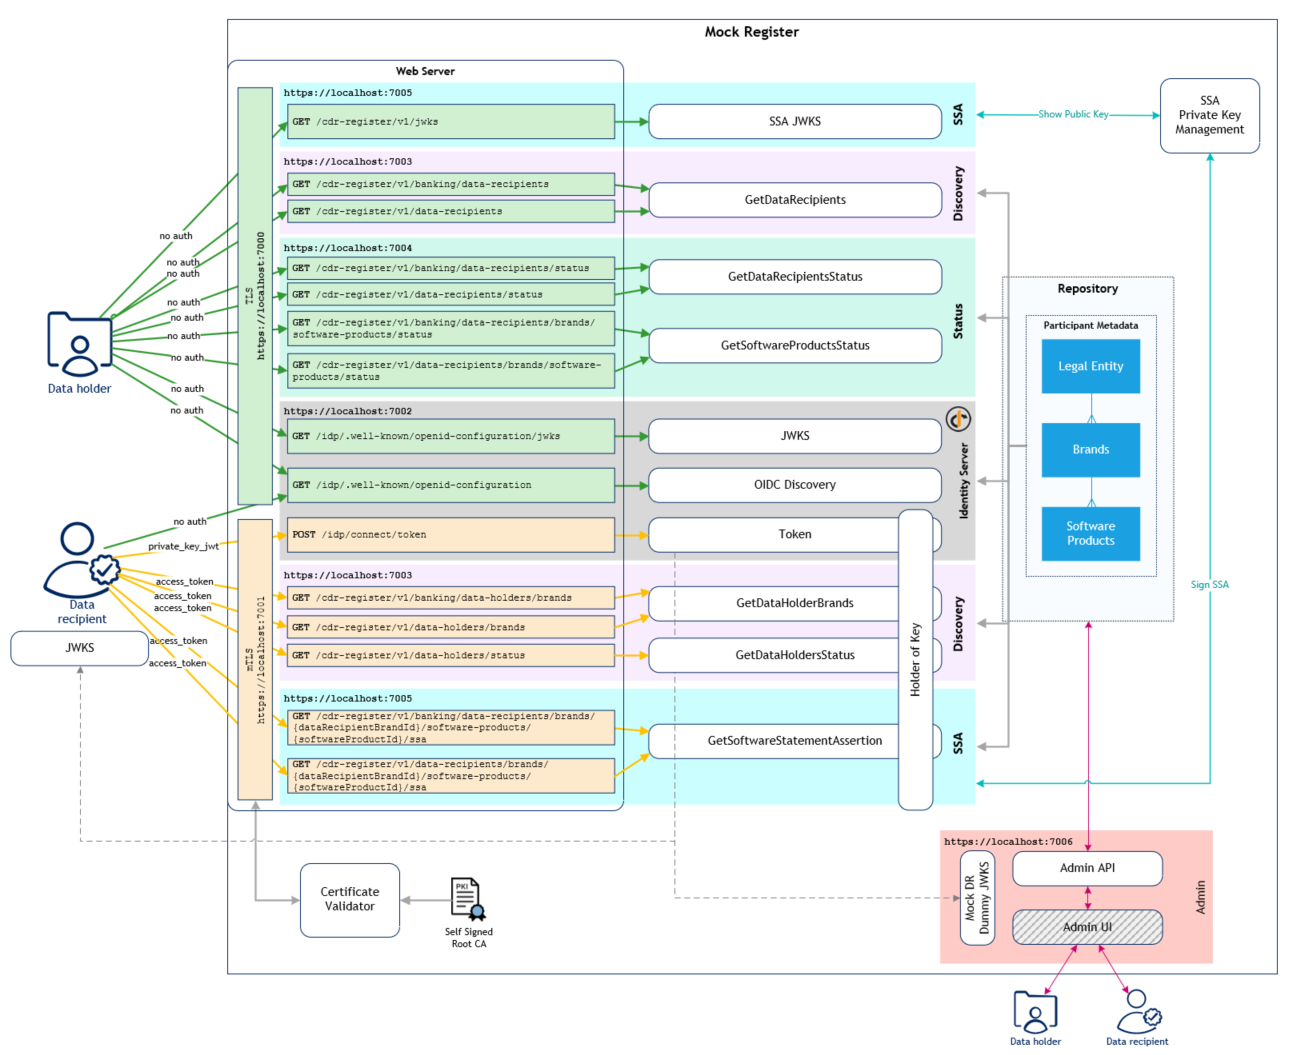 Mock Register
Web Server
https://localhost:7005
GET /cdr-register/v1/jwks
SSA JWKS
SSA
Show Public Key
SSA
Private Key
Management
https://localhost:7003
GET /cdr-register/v1/banking/data-recipients
GET /cdr-register/v1/data-recipients
GetDataRecipients
Discovery
no auth
no auth
no auth
no auth
no auth
no auth
no auth
no auth
no auth
TLS
https://localhost:7000
https://localhost:7004
GET /cdr-register/v1/banking/data-recipients/status
GET /cdr-register/v1/data-recipients/status
GET /cdr-register/v1/banking/data-recipients/brands/
software-products/status
GET /cdr-register/v1/data-recipients/brands/software-
products/status
GetDataRecipientsStatus
GetSoftwareProductsStatus
Status
Data holder
Repository
Participant Metadata
Legal Entity
Brands
Software
Products
https://localhost:7002
GET /idp/.well-known/openid-configuration/jwks
JWKS
GET /idp/.well-known/openid-configuration
OIDC Discovery
POST /idp/connect/token
Token
Identity Server
no auth
private_key_jwt
access_token
access_token
access_token
access_token
access_token
Data
recipient
JWKS
mTLS
https://localhost:7001
https://localhost:7003
GET /cdr-register/v1/banking/data-holders/brands
GET /cdr-register/v1/data-holders/brands
GET /cdr-register/v1/data-holders/status
GetDataHolderBrands
GetDataHoldersStatus
Discovery
Holder of Key
Sign SSA
https://localhost:7005
GET /cdr-register/v1/banking/data-recipients/brands/
{dataRecipientBrandId}/software-products/
{softwareProductId}/ssa
GET /cdr-register/v1/data-recipients/brands/
{dataRecipientBrandId}/software-products/
{softwareProductId}/ssa
GetSoftwareStatementAssertion
SSA
Certificate
Validator
PKI
Self Signed
Root CA
https://localhost:7006
Mock DR
Dummy JWKS
Admin API
Admin UI
Admin
Data holder
Data recipient